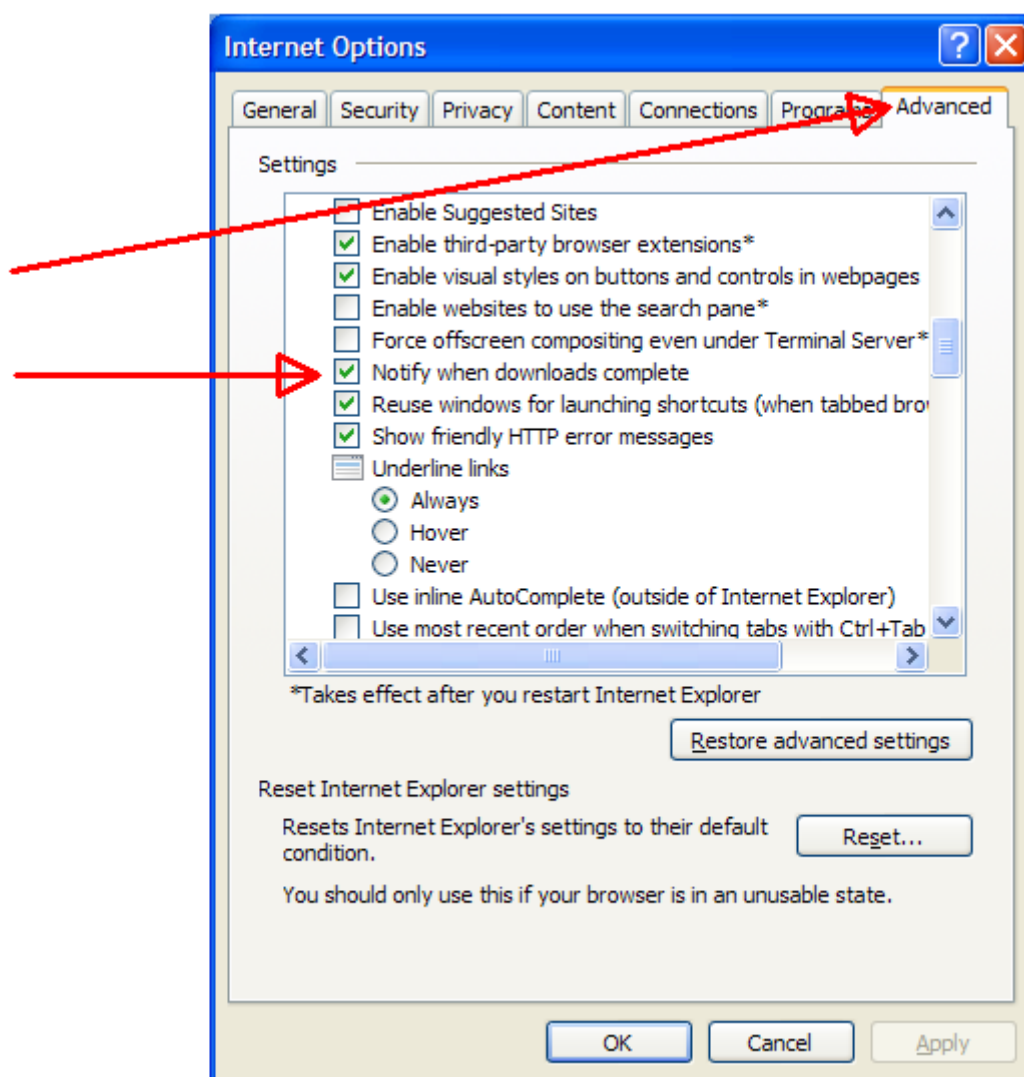 Internet Options
General Security Privacy Content Connections Programs Advanced
Settings
Enable Suggested Sites
Enable third-party browser extensions*
Enable visual styles on buttons and controls in webpages
Enable websites to use the search pane*
Force offscreen compositing even under Terminal Server*
Notify when downloads complete
Reuse windows for launching shortcuts (when tabbed bro
Show friendly HTTP error messages
Underline links
Always
Hover
Never
Use inline AutoComplete (outside of Internet Explorer)
Use most recent order when switching tabs with Ctrl+Tab
*Takes effect after you restart Internet Explorer
Restore advanced settings
Reset Internet Explorer settings
Resets Internet Explorer's settings to their default
condition.
Reset...
You should only use this if your browser is in an unusable state.
OK Cancel Apply